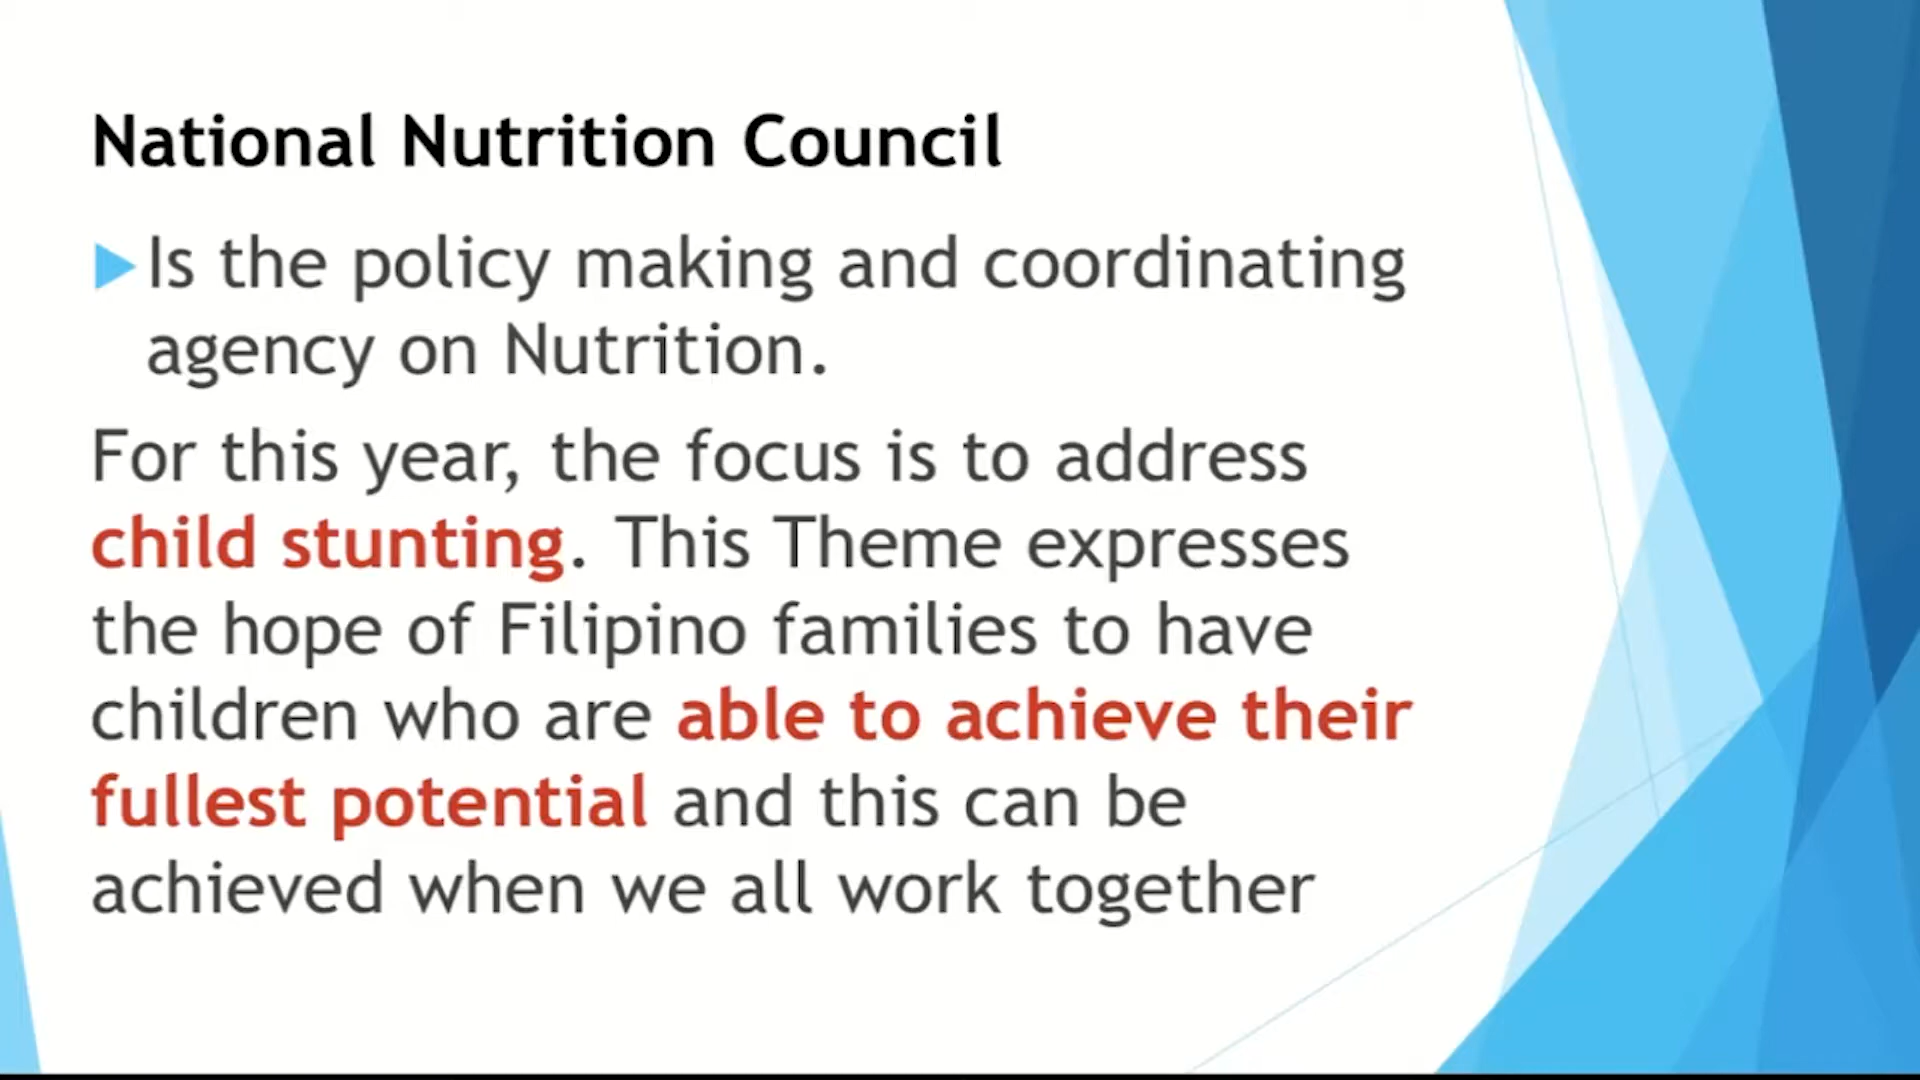 National Nutrition Council
Is the policy making and coordinating
agency on Nutrition.
For this year, the focus is to address
child stunting. This Theme expresses
the hope of Filipino families to have
children who are able to achieve their
fullest potential and this can be
achieved when we all work together